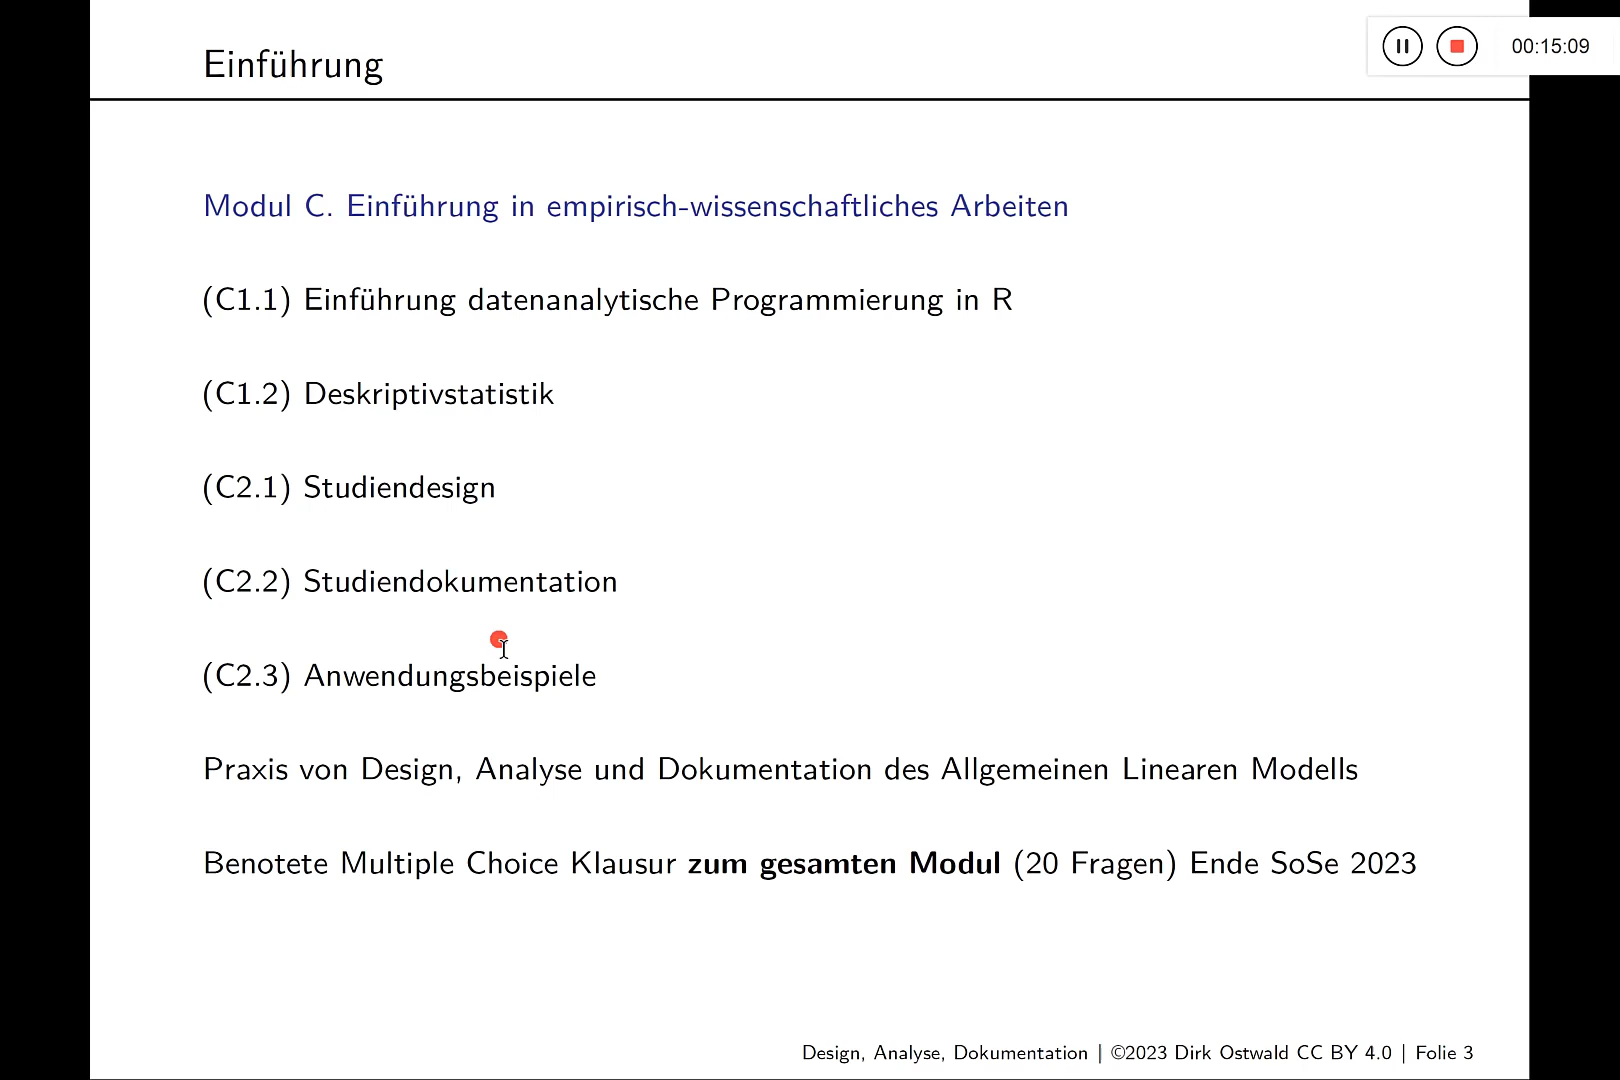 Einführung
00:15:09
Modul C. Einführung in empirisch-wissenschaftliches Arbeiten
(C1.1) Einführung datenanalytische Programmierung in R
(C1.2) Deskriptivstatistik
(C2.1) Studiendesign
(C2.2) Studiendokumentation
(C2.3) Anwendungsbeispiele
Praxis von Design, Analyse und Dokumentation des Allgemeinen Linearen Modells
Benotete Multiple Choice Klausur zum gesamten Modul (20 Fragen) Ende SoSe 2023
Design, Analyse, Dokumentation | ©2023 Dirk Ostwald CC BY 4.0 | Folie 3